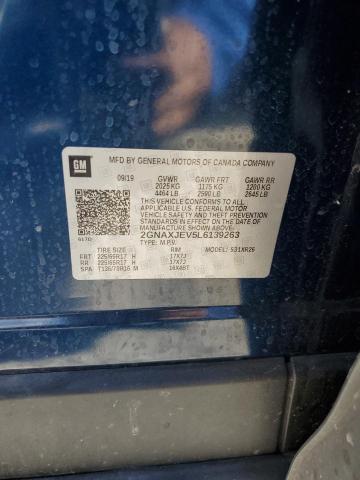 GM
MFD BY GENERAL MOTORS OF CANADA COMPANY
09/19 GVWR GAWR FRT GAWR RR
2025 KG 1175 KG 1200 KG
4464 LB 2590 LB 2645 LB
THIS VEHICLE CONFORMS TO ALL
APPLICABLE U.S. FEDERAL MOTOR
VEHICLE SAFETY, BUMPER, AND THEFT
PREVENTION STANDARDS IN EFFECT ON
THE DATE OF MANUFACTURE SHOWN ABOVE.
2GNAXJEV5L6139263
TYPE: M.P.V. MODEL: 531XR26
TIRE SIZE RIM
FRT 225/65R17 H 17X7J
RR 225/65R17 H 17X7J
SPA T135/70R16 M 16X4BT